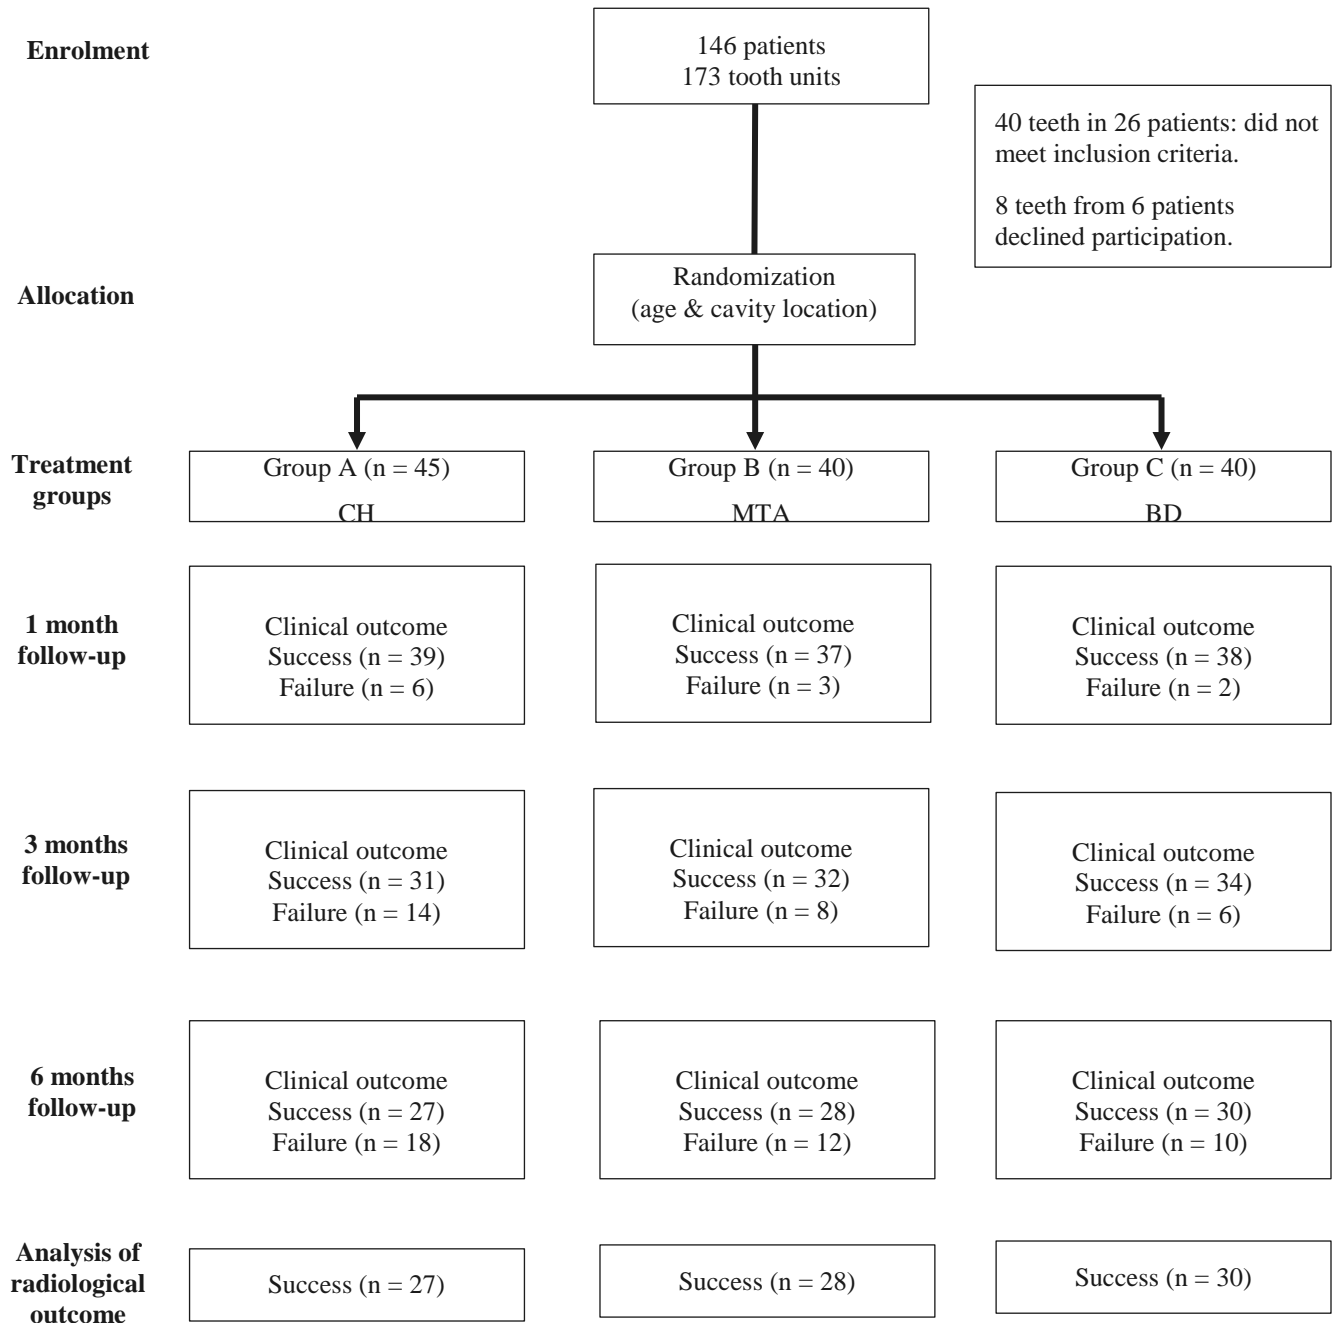 Enrolment
146 patients
173 tooth units
40 teeth in 26 patients: did not
meet inclusion criteria.
8 teeth from 6 patients
declined participation.
Allocation
Randomization
(age & cavity location)
Treatment
groups
Group A (n = 45)
CH
Group B (n = 40)
MTA
Group C (n = 40)
BD
1 month
follow-up
Clinical outcome
Success (n = 39)
Failure (n = 6)
Clinical outcome
Success (n = 37)
Failure (n = 3)
Clinical outcome
Success (n = 38)
Failure (n = 2)
3 months
follow-up
Clinical outcome
Success (n = 31)
Failure (n = 14)
Clinical outcome
Success (n = 32)
Failure (n = 8)
Clinical outcome
Success (n = 34)
Failure (n = 6)
6 months
follow-up
Clinical outcome
Success (n = 27)
Failure (n = 18)
Clinical outcome
Success (n = 28)
Failure (n = 12)
Clinical outcome
Success (n = 30)
Failure (n = 10)
Analysis of
radiological
outcome
Success (n = 27)
Success (n = 28)
Success (n = 30)